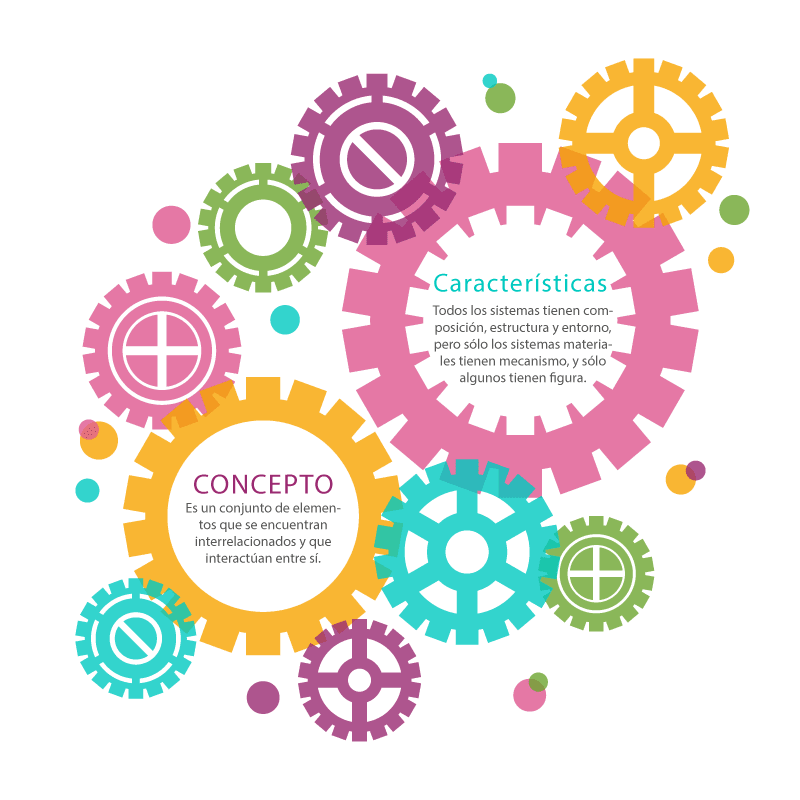 Características
Todos los sistemas tienen com-
posición, estructura y entorno,
pero sólo los sistemas materia-
les tienen mecanismo, y sólo
algunos tienen figura.
CONCEPTO
Es un conjunto de elemen-
tos que se encuentran
interrelacionados y que
interactúan entre sí.